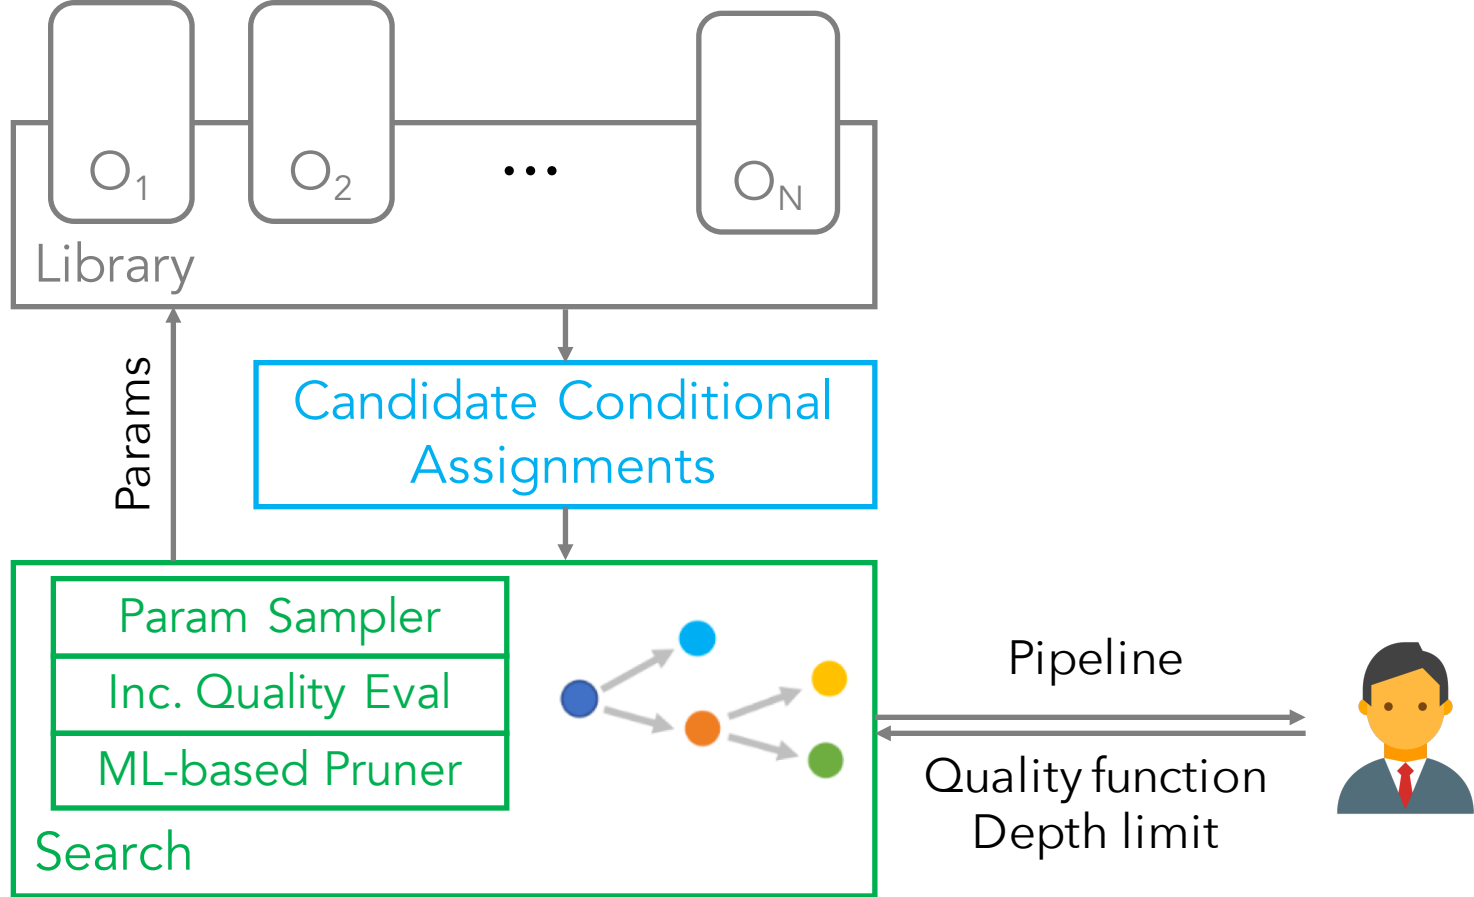 O1
O2
...
ON
Library
Params
Candidate Conditional
Assignments
Param Sampler
Inc. Quality Eval
ML-based Pruner
Search
Pipeline
Quality function
Depth limit